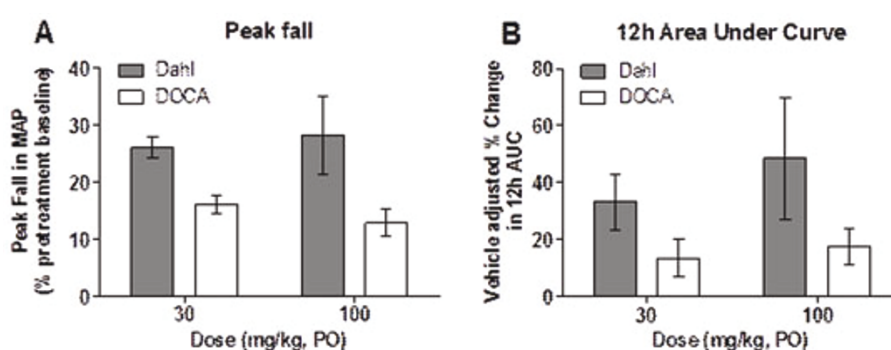 A
Peak fall
Dahl
DOCA
Peak Fall in MAP
(% pretreatment baseline)
40
30
20
10
0
30
100
Dose (mg/kg, PO)
B
12h Area Under Curve
Dahl
DOCA
Vehicle adjusted % Change
in 12h AUC
80
60
40
20
0
30
100
Dose (mg/kg, PO)